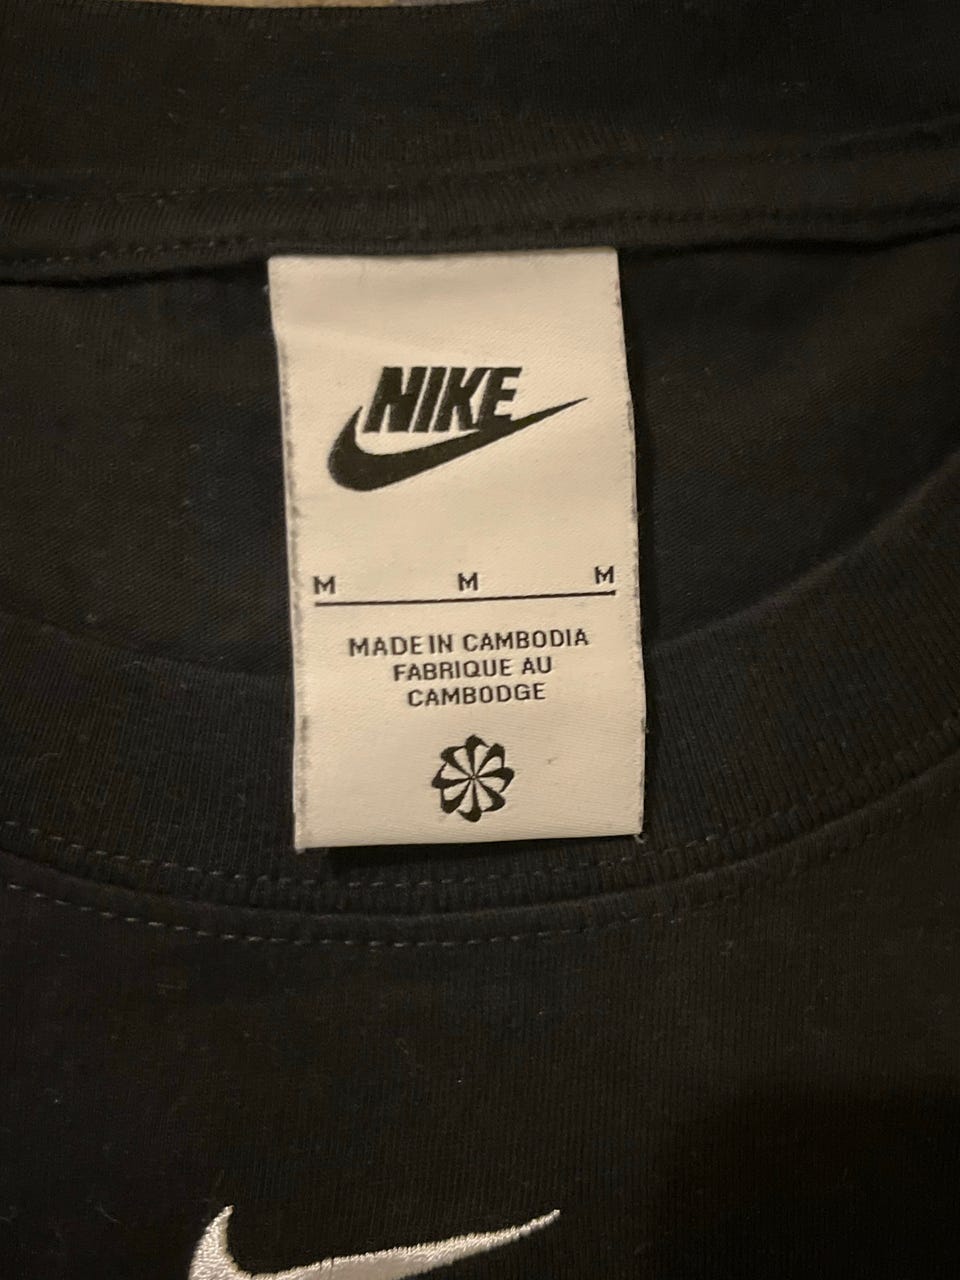 NIKE
M M M
MADE IN CAMBODIA
FABRIQUE AU
CAMBODGE